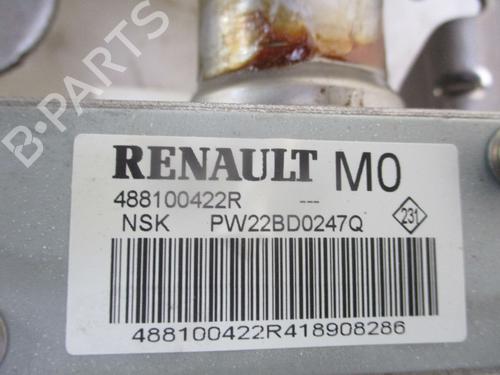 B-PARTS
RENAULT M0
488100422R ---
NSK PW22BD0247Q 231
488100422R418908286